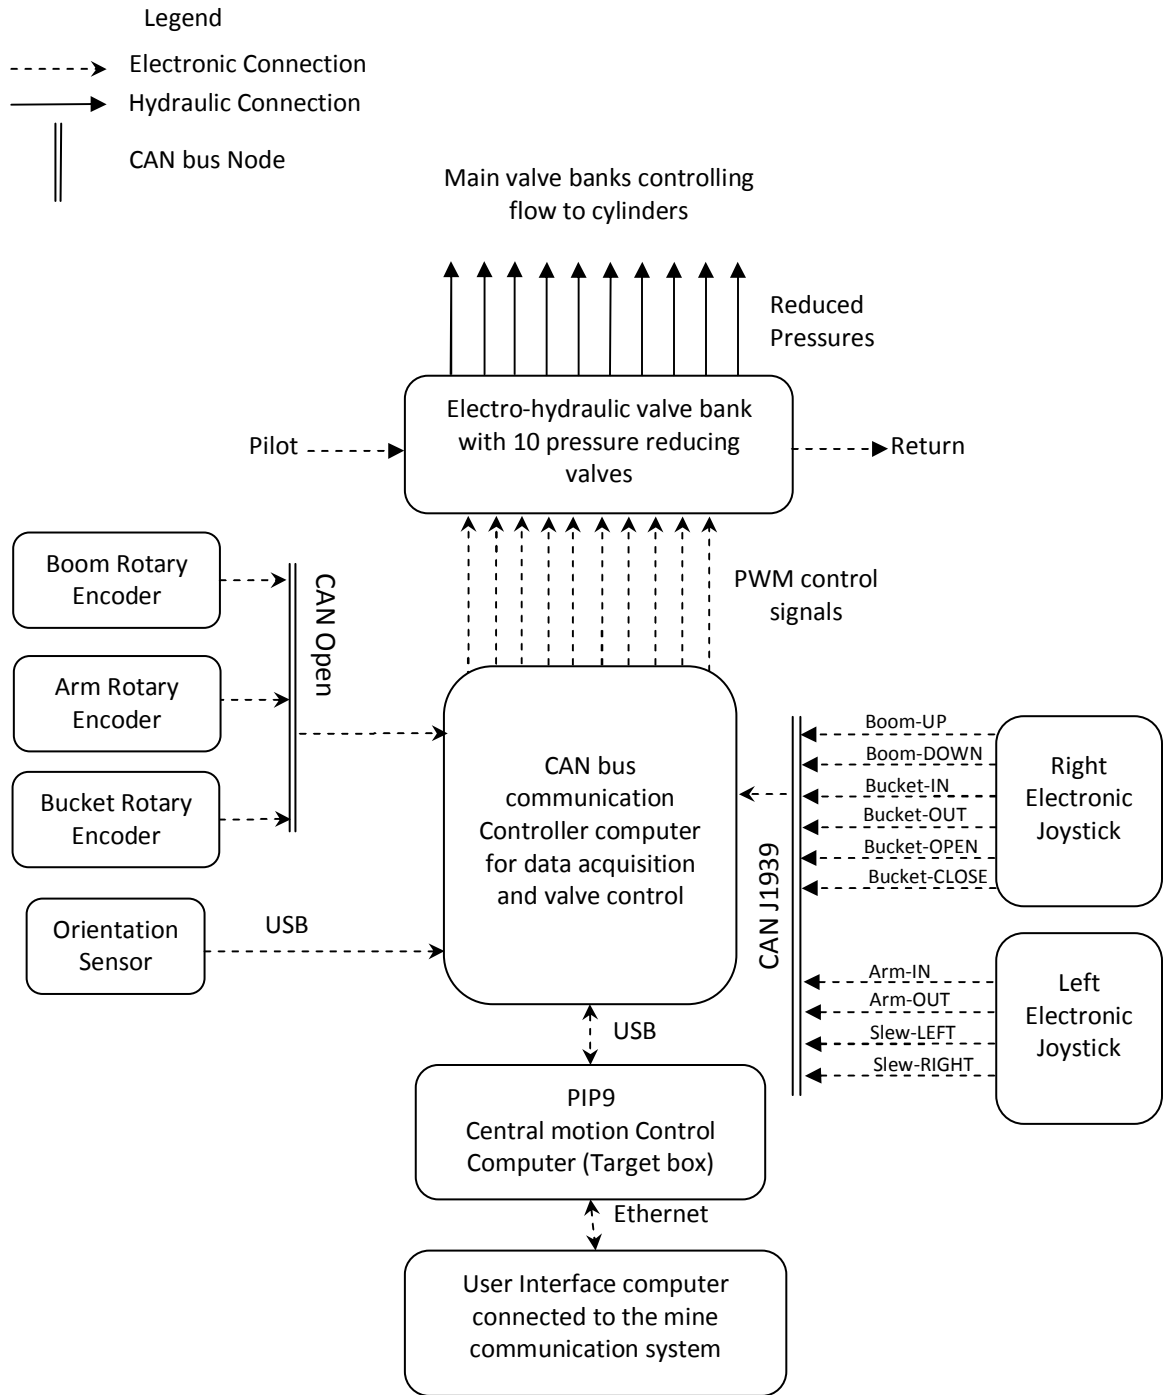 Legend
Electronic Connection
Hydraulic Connection
CAN bus Node
Main valve banks controlling
flow to cylinders
Reduced
Pressures
Electro-hydraulic valve bank
with 10 pressure reducing
valves
Pilot
Return
PWM control
signals
Boom Rotary
Encoder
Arm Rotary
Encoder
Bucket Rotary
Encoder
CAN Open
Orientation
Sensor
USB
CAN bus
communication
Controller computer
for data acquisition
and valve control
CAN J1939
Boom-UP
Boom-DOWN
Bucket-IN
Bucket-OUT
Bucket-OPEN
Bucket-CLOSE
Right
Electronic
Joystick
Arm-IN
Arm-OUT
Slew-LEFT
Slew-RIGHT
Left
Electronic
Joystick
USB
PIP9
Central motion Control
Computer (Target box)
Ethernet
User Interface computer
connected to the mine
communication system